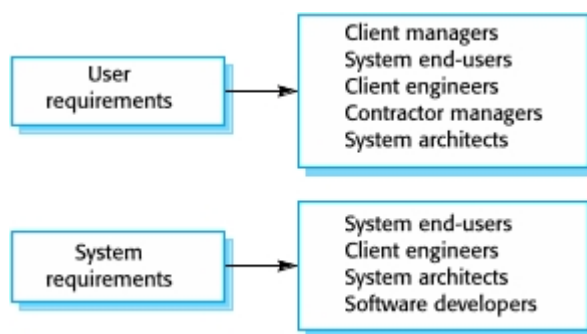 User
requirements
Client managers
System end-users
Client engineers
Contractor managers
System architects
System
requirements
System end-users
Client engineers
System architects
Software developers